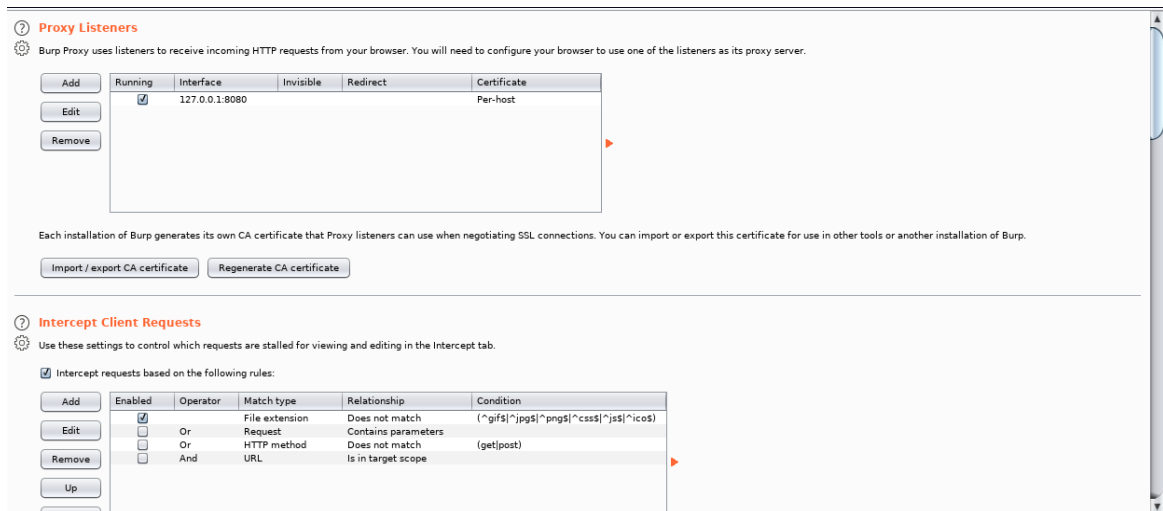 Proxy Listeners
Burp Proxy uses listeners to receive incoming HTTP requests from your browser. You will need to configure your browser to use one of the listeners as its proxy server.
Add Running Interface Invisible Redirect Certificate
127.0.0.1:8080 Per-host
Edit
Remove
Each installation of Burp generates its own CA certificate that Proxy listeners can use when negotiating SSL connections. You can import or export this certificate for use in other tools or another installation of Burp.
Import / export CA certificate Regenerate CA certificate
Intercept Client Requests
Use these settings to control which requests are stalled for viewing and editing in the Intercept tab.
Intercept requests based on the following rules:
Add Enabled Operator Match type Relationship Condition
File extension Does not match (^gif$|^jpg$|^png$|^css$|^js$|^ico$)
Edit Or Request Contains parameters
Or HTTP method Does not match (get|post)
Remove And URL Is in target scope
Up